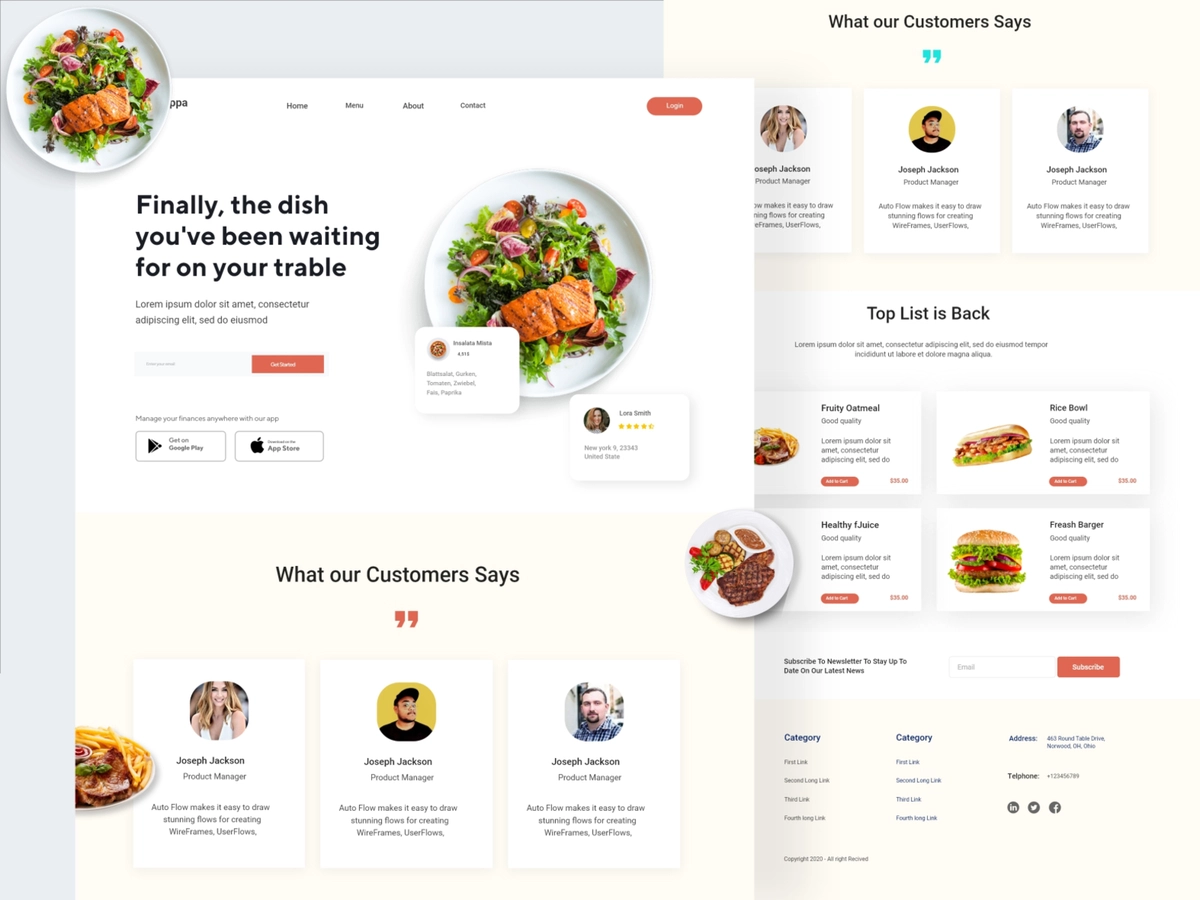 ppa
Home
Menu
About
Contact
Login
Finally, the dish
you've been waiting
for on your trable
Lorem ipsum dolor sit amet, consectetur
adipiscing elit, sed do eiusmod
Enter your email
Get Started
Manage your finances anywhere with our app
Get on
Google Play
Download on the
App Store
Insalata Mista
4,51$
Blattsalat, Gurken,
Tomaten, Zwiebel,
Fais, Paprika
Lora Smith
New york 9, 23343
United State
What our Customers Says
Joseph Jackson
Product Manager
Auto Flow makes it easy to draw
stunning flows for creating
WireFrames, UserFlows,
Joseph Jackson
Product Manager
Auto Flow makes it easy to draw
stunning flows for creating
WireFrames, UserFlows,
Joseph Jackson
Product Manager
Auto Flow makes it easy to draw
stunning flows for creating
WireFrames, UserFlows,
What our Customers Says
oseph Jackson
Product Manager
ow makes it easy to draw
ning flows for creating
eFrames, UserFlows,
Joseph Jackson
Product Manager
Auto Flow makes it easy to draw
stunning flows for creating
WireFrames, UserFlows,
Joseph Jackson
Product Manager
Auto Flow makes it easy to draw
stunning flows for creating
WireFrames, UserFlows,
Top List is Back
Lorem ipsum dolor sit amet, consectetur adipiscing elit, sed do eiusmod tempor
incididunt ut labore et dolore magna aliqua.
Fruity Oatmeal
Good quality
Lorem ipsum dolor sit
amet, consectetur
adipiscing elit, sed do
Add to Cart
$35.00
Rice Bowl
Good quality
Lorem ipsum dolor sit
amet, consectetur
adipiscing elit, sed do
Add to Cart
$35.00
Healthy fJuice
Good quality
Lorem ipsum dolor sit
amet, consectetur
adipiscing elit, sed do
Add to Cart
$35.00
Freash Barger
Good quality
Lorem ipsum dolor sit
amet, consectetur
adipiscing elit, sed do
Add to Cart
$35.00
Subscribe To Newsletter To Stay Up To
Date On Our Latest News
Email
Subscribe
Category
First Link
Second Long Link
Third Link
Fourth long Link
Category
First Link
Second Long Link
Third Link
Fourth long Link
Address:
463 Round Table Drive,
Norwood, OH, Ohio
Telphone:
+123456789
Copyright 2020 - All right Recived